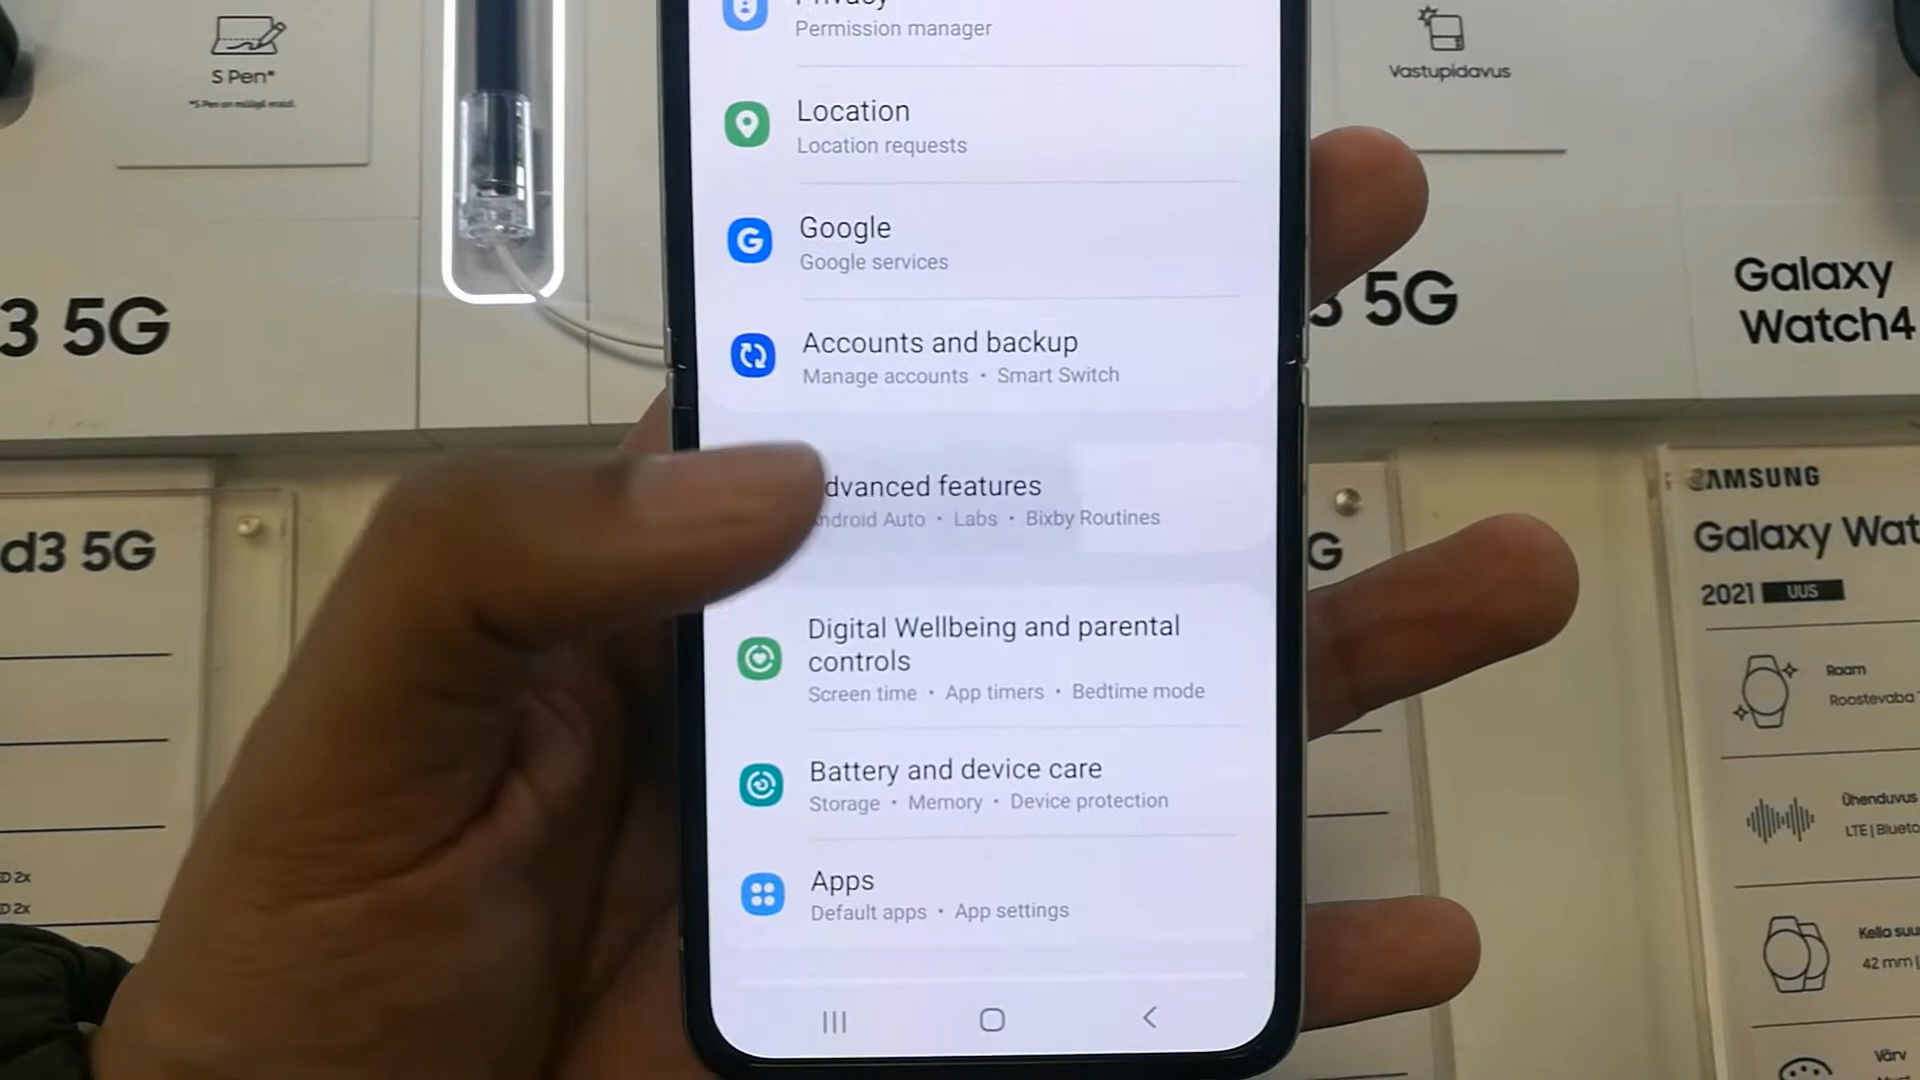 S Pen*
3 5G
d3 5G
Permission manager
Location
Location requests
Google
Google services
Accounts and backup
Manage accounts • Smart Switch
dvanced features
ndroid Auto • Labs • Bixby Routines
Digital Wellbeing and parental
controls
Screen time • App timers • Bedtime mode
Battery and device care
Storage • Memory • Device protection
Apps
Default apps • App settings
Vastupidavus
5G
G
Galaxy
Watch4
SAMSUNG
Galaxy Wat
2021 UUS
Raam
Roostevaba
Ühenduvus
LTE | Blueto
Kella suu
42 mm |
Värv
D 2x
D 2x